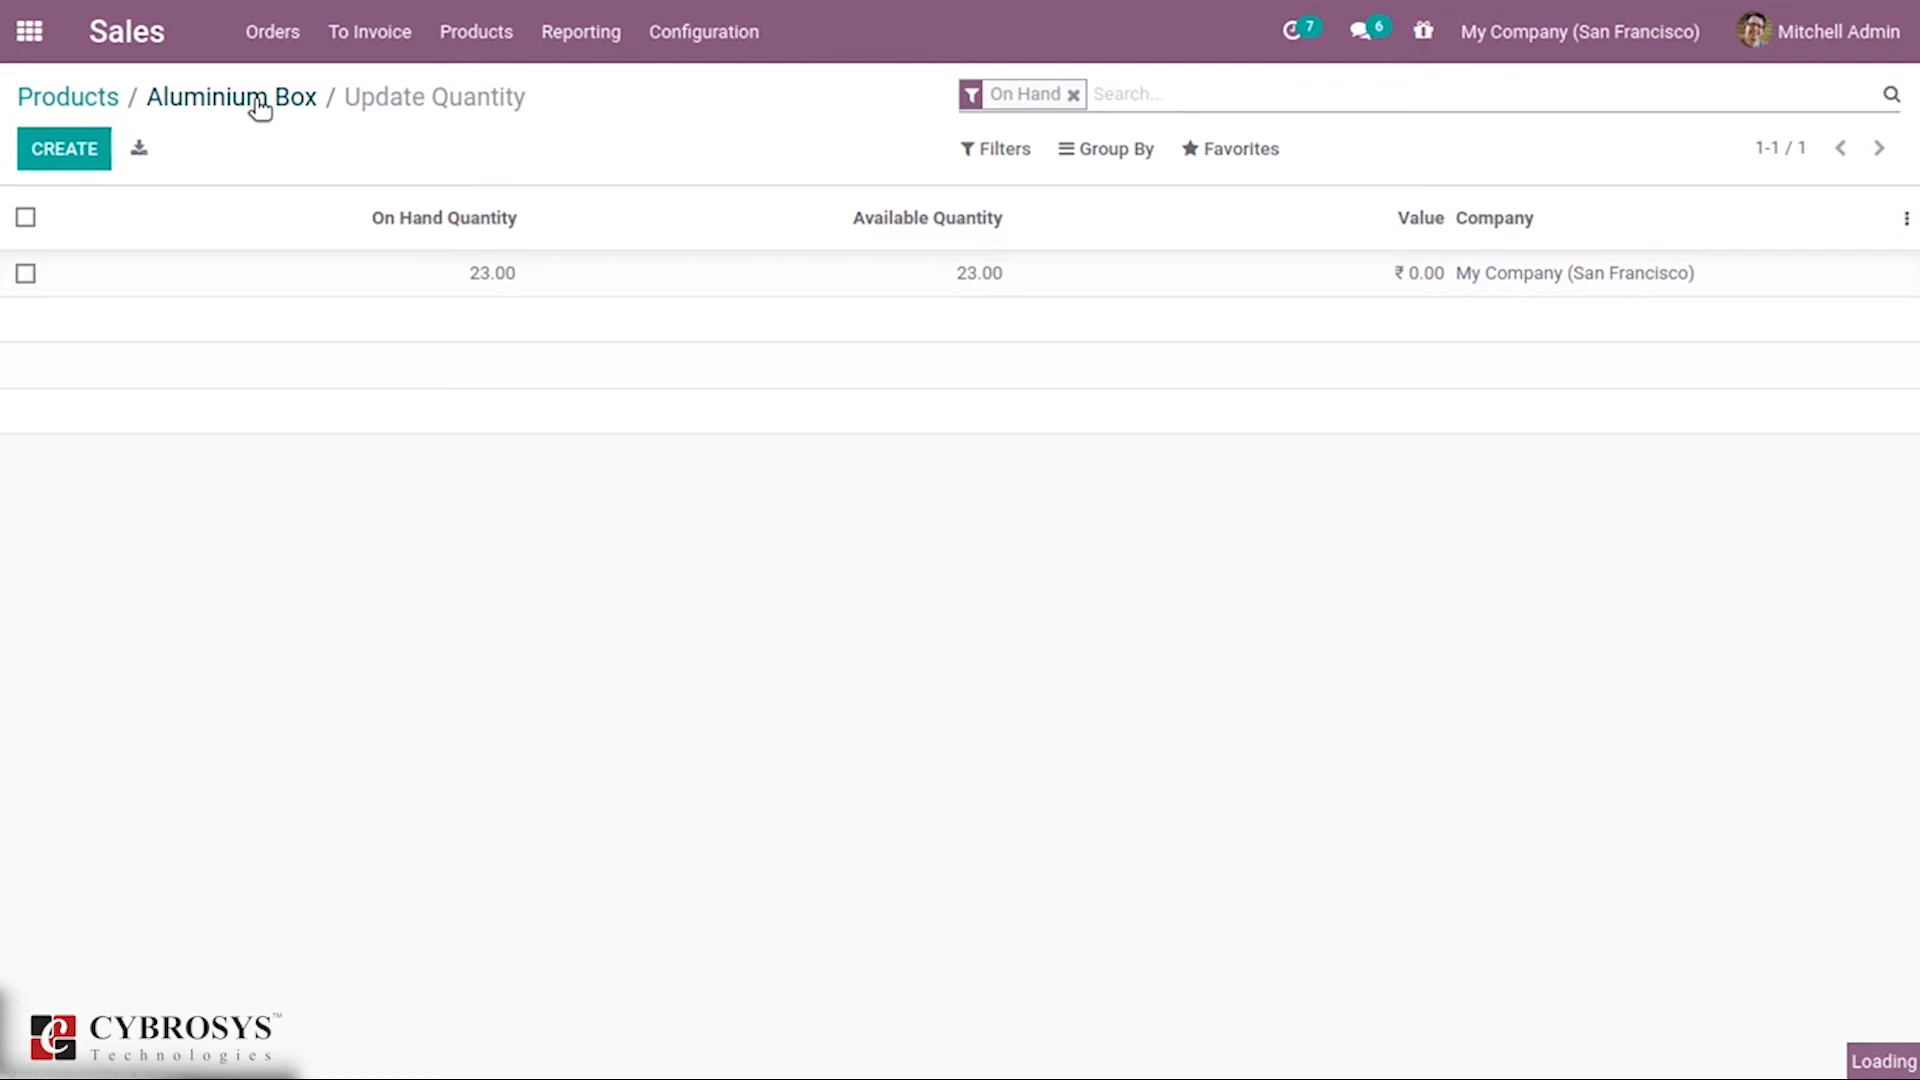 Sales Orders To Invoice Products Reporting Configuration 7 6 My Company (San Francisco) Mitchell Admin
Products / Aluminium Box / Update Quantity On Hand Search...
CREATE Filters Group By Favorites 1-1 / 1
On Hand Quantity Available Quantity Value Company
23.00 23.00 ₹ 0.00 My Company (San Francisco)
CYBROSYS™
Technologies
Loading